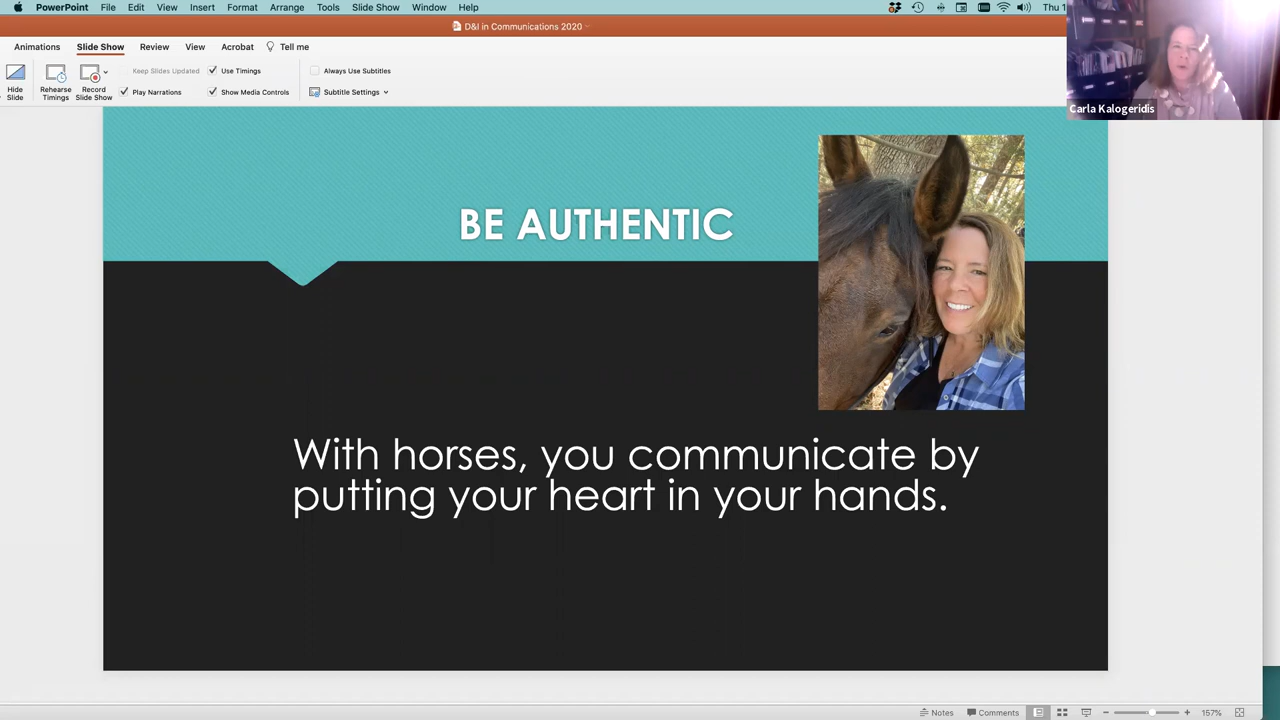 PowerPoint File Edit View Insert Format Arrange Tools Slide Show Window Help
D&I in Communications 2020
Animations Slide Show Review View Acrobat Tell me
Hide Slide
Rehearse Timings
Record Slide Show
Keep Slides Updated
Play Narrations
Use Timings
Show Media Controls
Always Use Subtitles
Subtitle Settings
Carla Kalogeridis
BE AUTHENTIC
With horses, you communicate by
putting your heart in your hands.
Notes Comments 157%